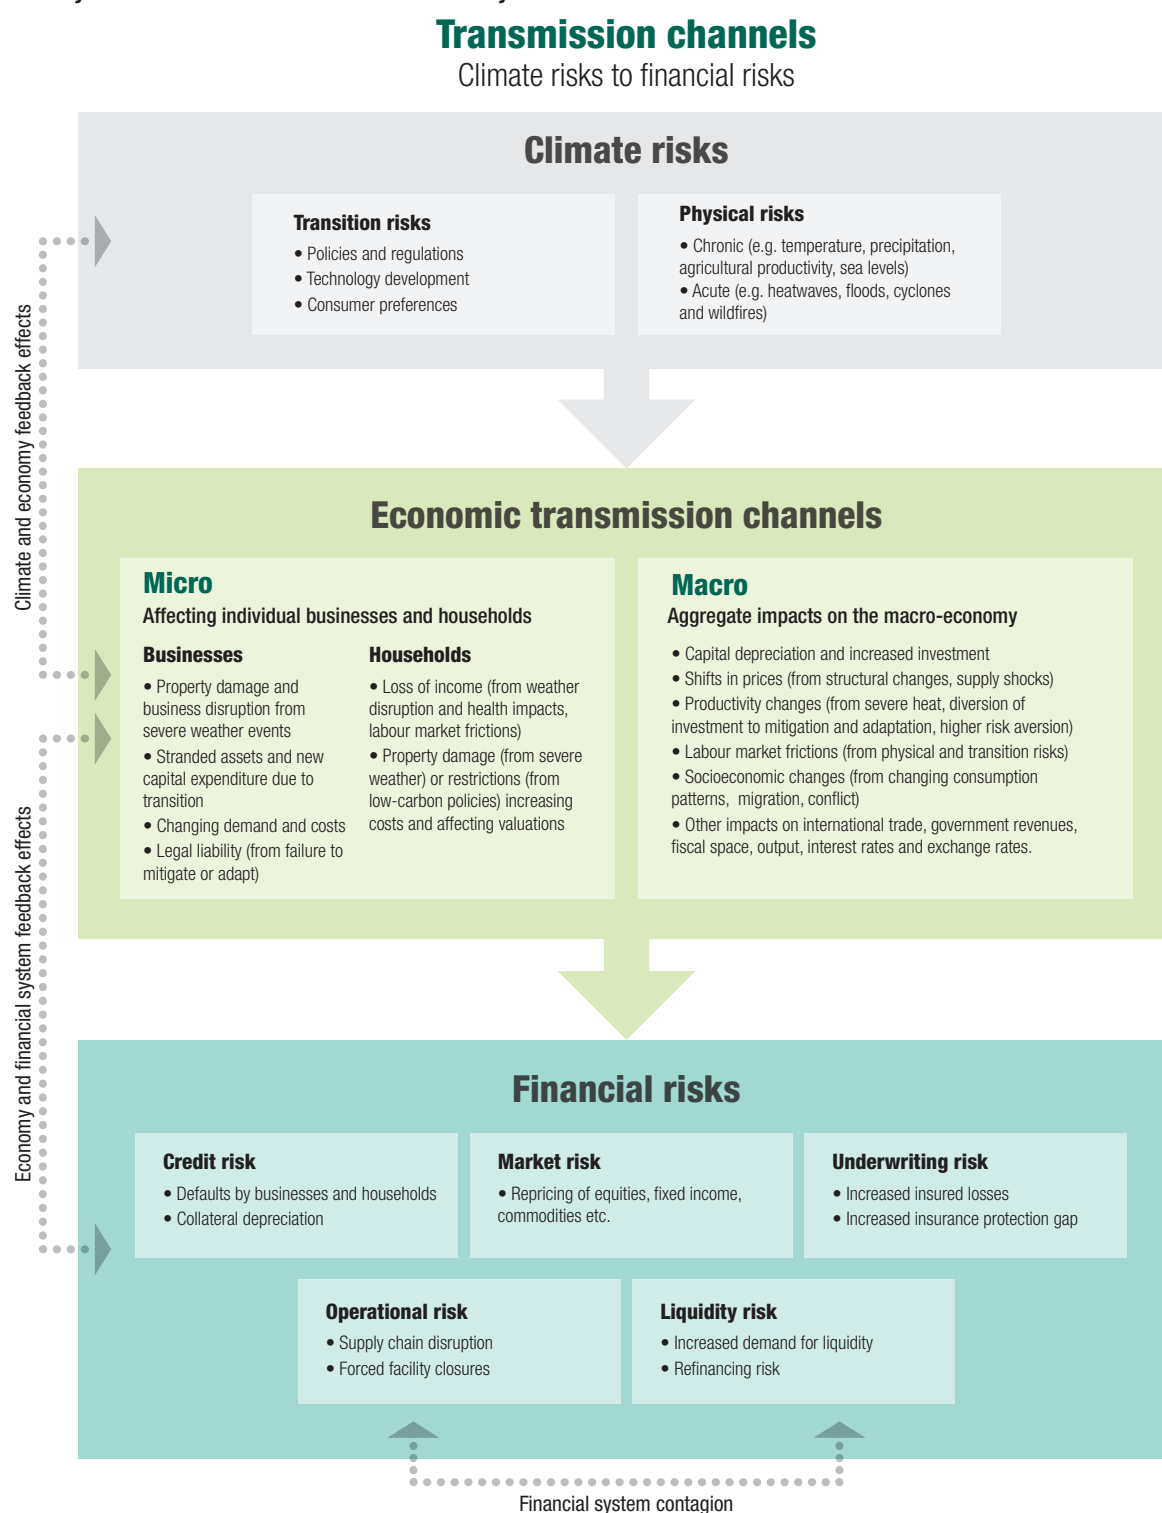 Transmission channels
Climate risks to financial risks
Climate risks
Transition risks
• Policies and regulations
• Technology development
• Consumer preferences
Physical risks
• Chronic (e.g. temperature, precipitation,
agricultural productivity, sea levels)
• Acute (e.g. heatwaves, floods, cyclones
and wildfires)
Climate and economy feedback effects
Economic transmission channels
Micro
Affecting individual businesses and households
Businesses
• Property damage and
business disruption from
severe weather events
• Stranded assets and new
capital expenditure due to
transition
• Changing demand and costs
• Legal liability (from failure to
mitigate or adapt)
Households
• Loss of income (from weather
disruption and health impacts,
labour market frictions)
• Property damage (from severe
weather) or restrictions (from
low-carbon policies) increasing
costs and affecting valuations
Macro
Aggregate impacts on the macro-economy
• Capital depreciation and increased investment
• Shifts in prices (from structural changes, supply shocks)
• Productivity changes (from severe heat, diversion of
investment to mitigation and adaptation, higher risk aversion)
• Labour market frictions (from physical and transition risks)
• Socioeconomic changes (from changing consumption
patterns, migration, conflict)
• Other impacts on international trade, government revenues,
fiscal space, output, interest rates and exchange rates.
Economy and financial system feedback effects
Financial risks
Credit risk
• Defaults by businesses and households
• Collateral depreciation
Market risk
• Repricing of equities, fixed income,
commodities etc.
Underwriting risk
• Increased insured losses
• Increased insurance protection gap
Operational risk
• Supply chain disruption
• Forced facility closures
Liquidity risk
• Increased demand for liquidity
• Refinancing risk
Financial system contagion